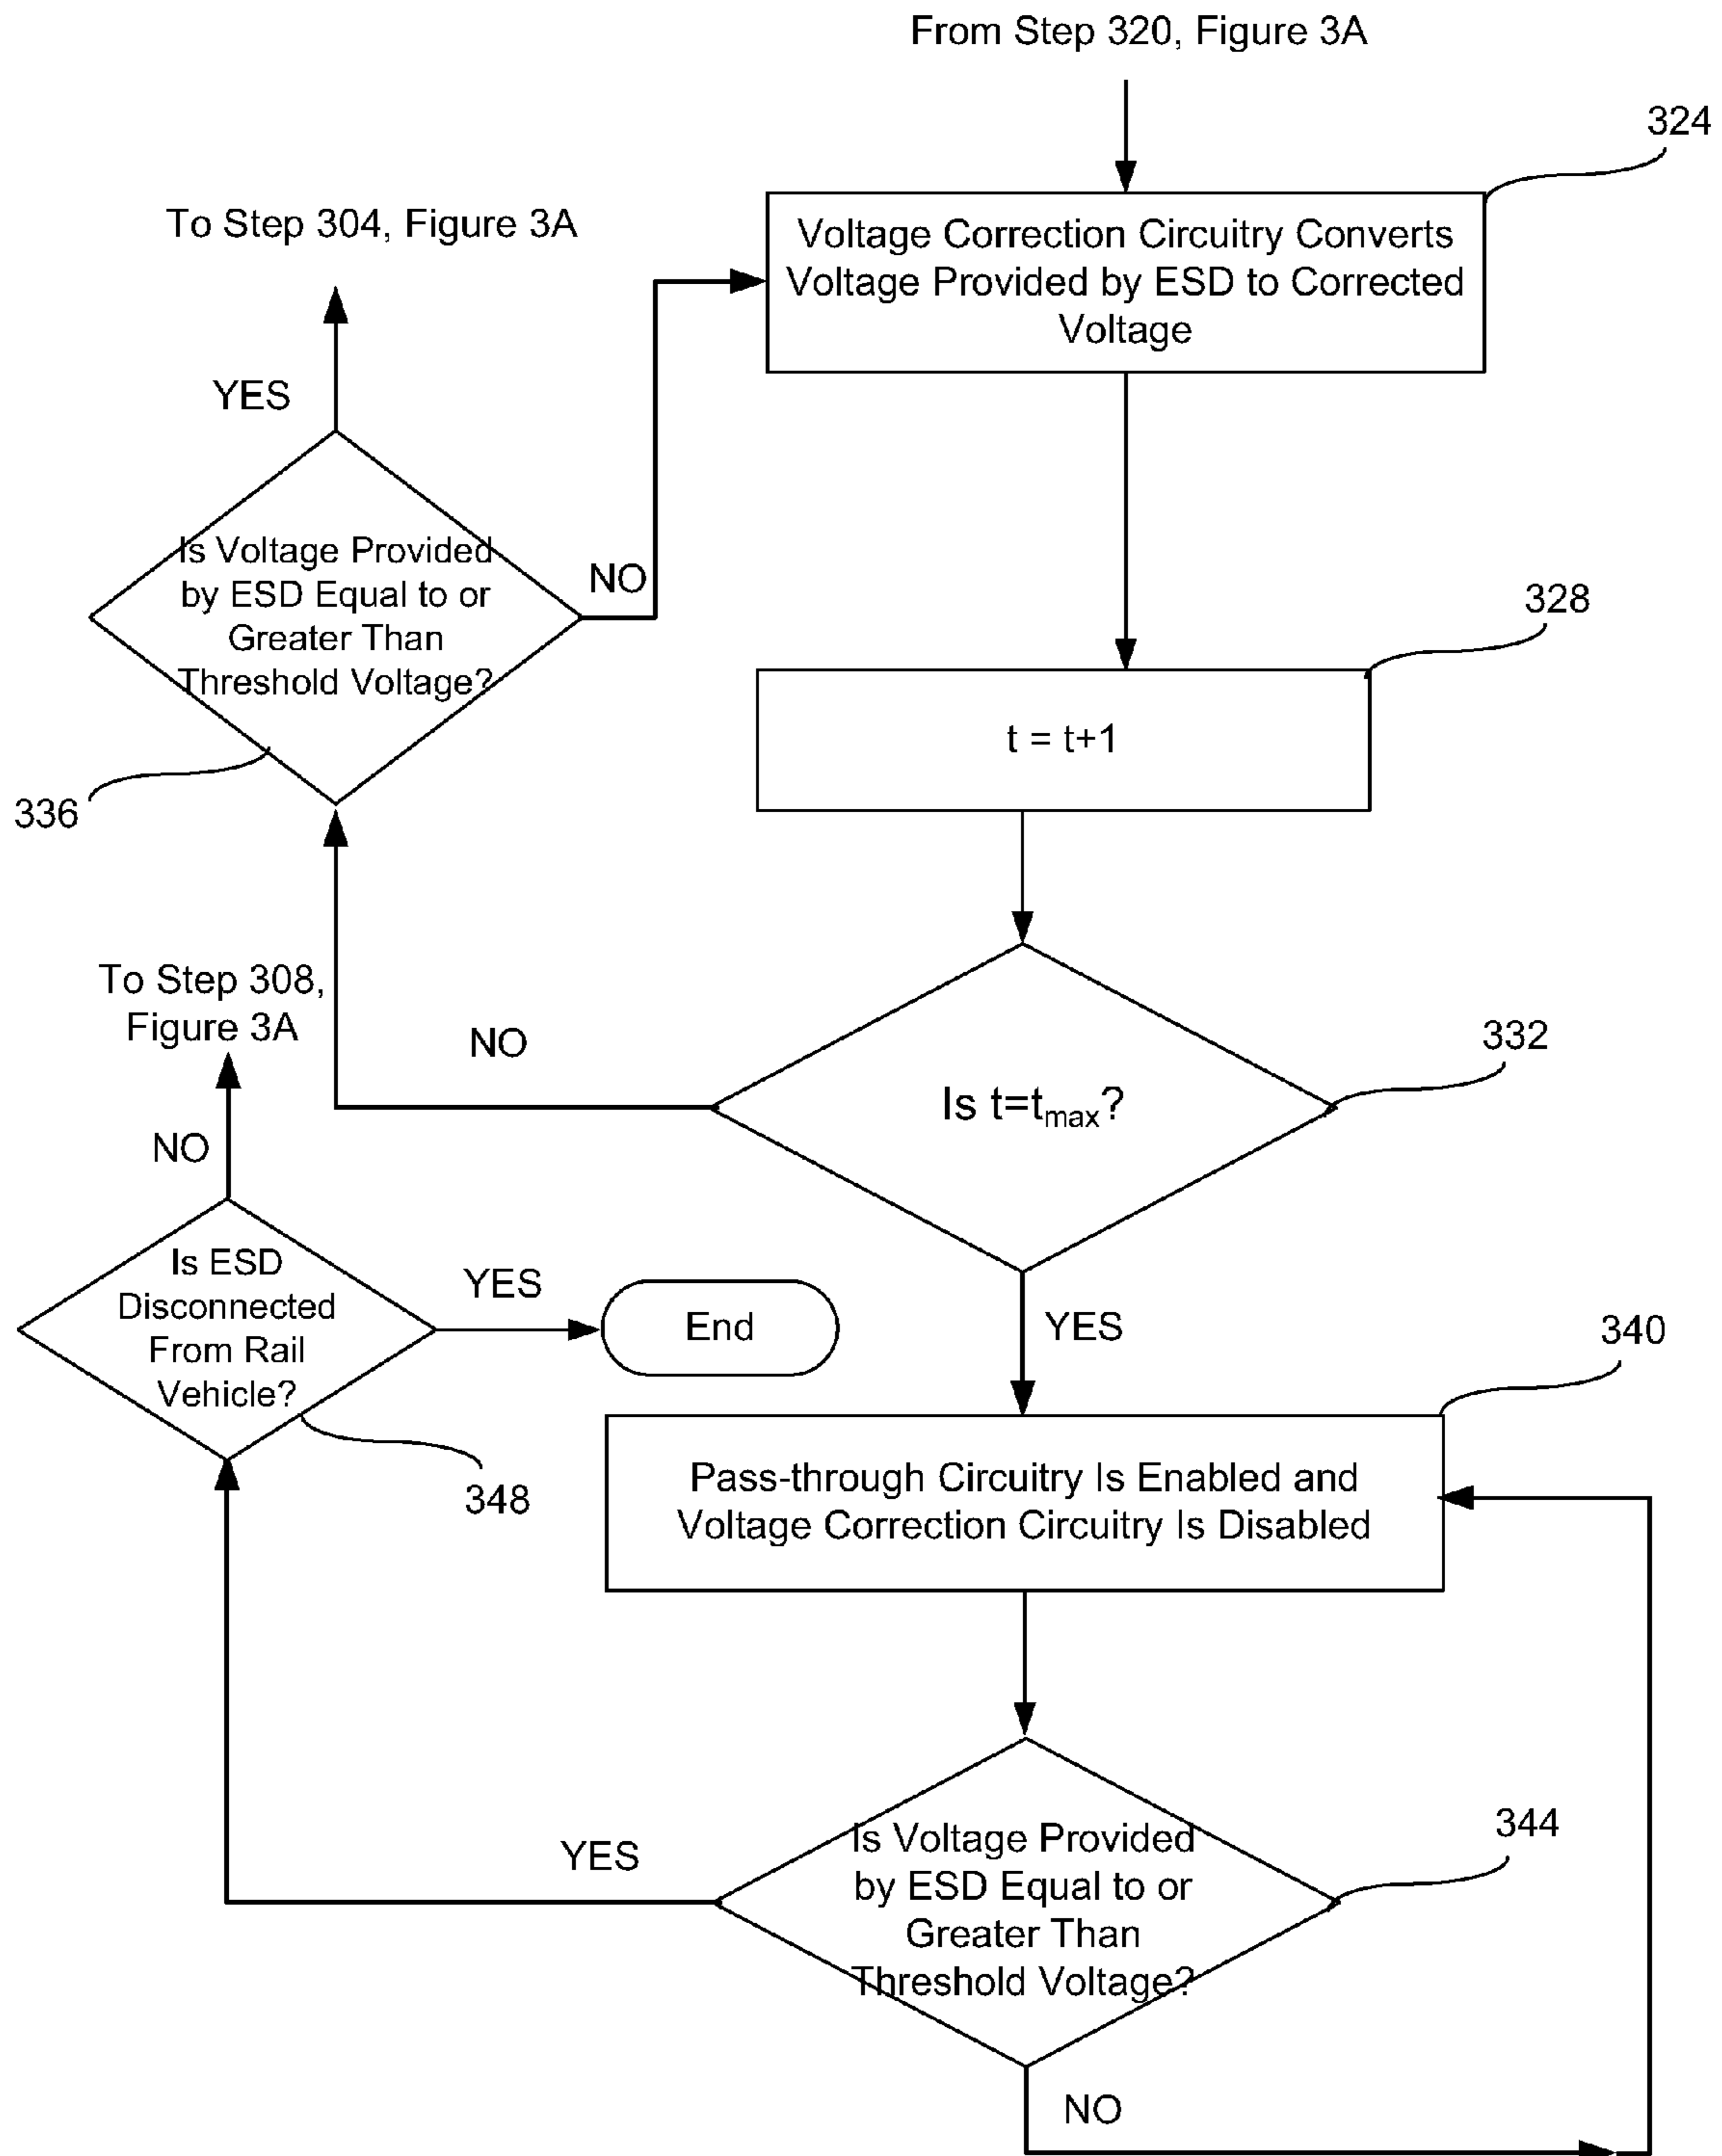 From Step 320, Figure 3A
324
Voltage Correction Circuitry Converts
Voltage Provided by ESD to Corrected
Voltage
To Step 304, Figure 3A
YES
Is Voltage Provided
by ESD Equal to or
Greater Than
Threshold Voltage?
NO
336
328
t = t+1
332
Is t=tmax?
NO
YES
To Step 308,
Figure 3A
NO
Is ESD
Disconnected
From Rail
Vehicle?
YES
End
348
340
Pass-through Circuitry Is Enabled and
Voltage Correction Circuitry Is Disabled
344
Is Voltage Provided
by ESD Equal to or
Greater Than
Threshold Voltage?
YES
NO